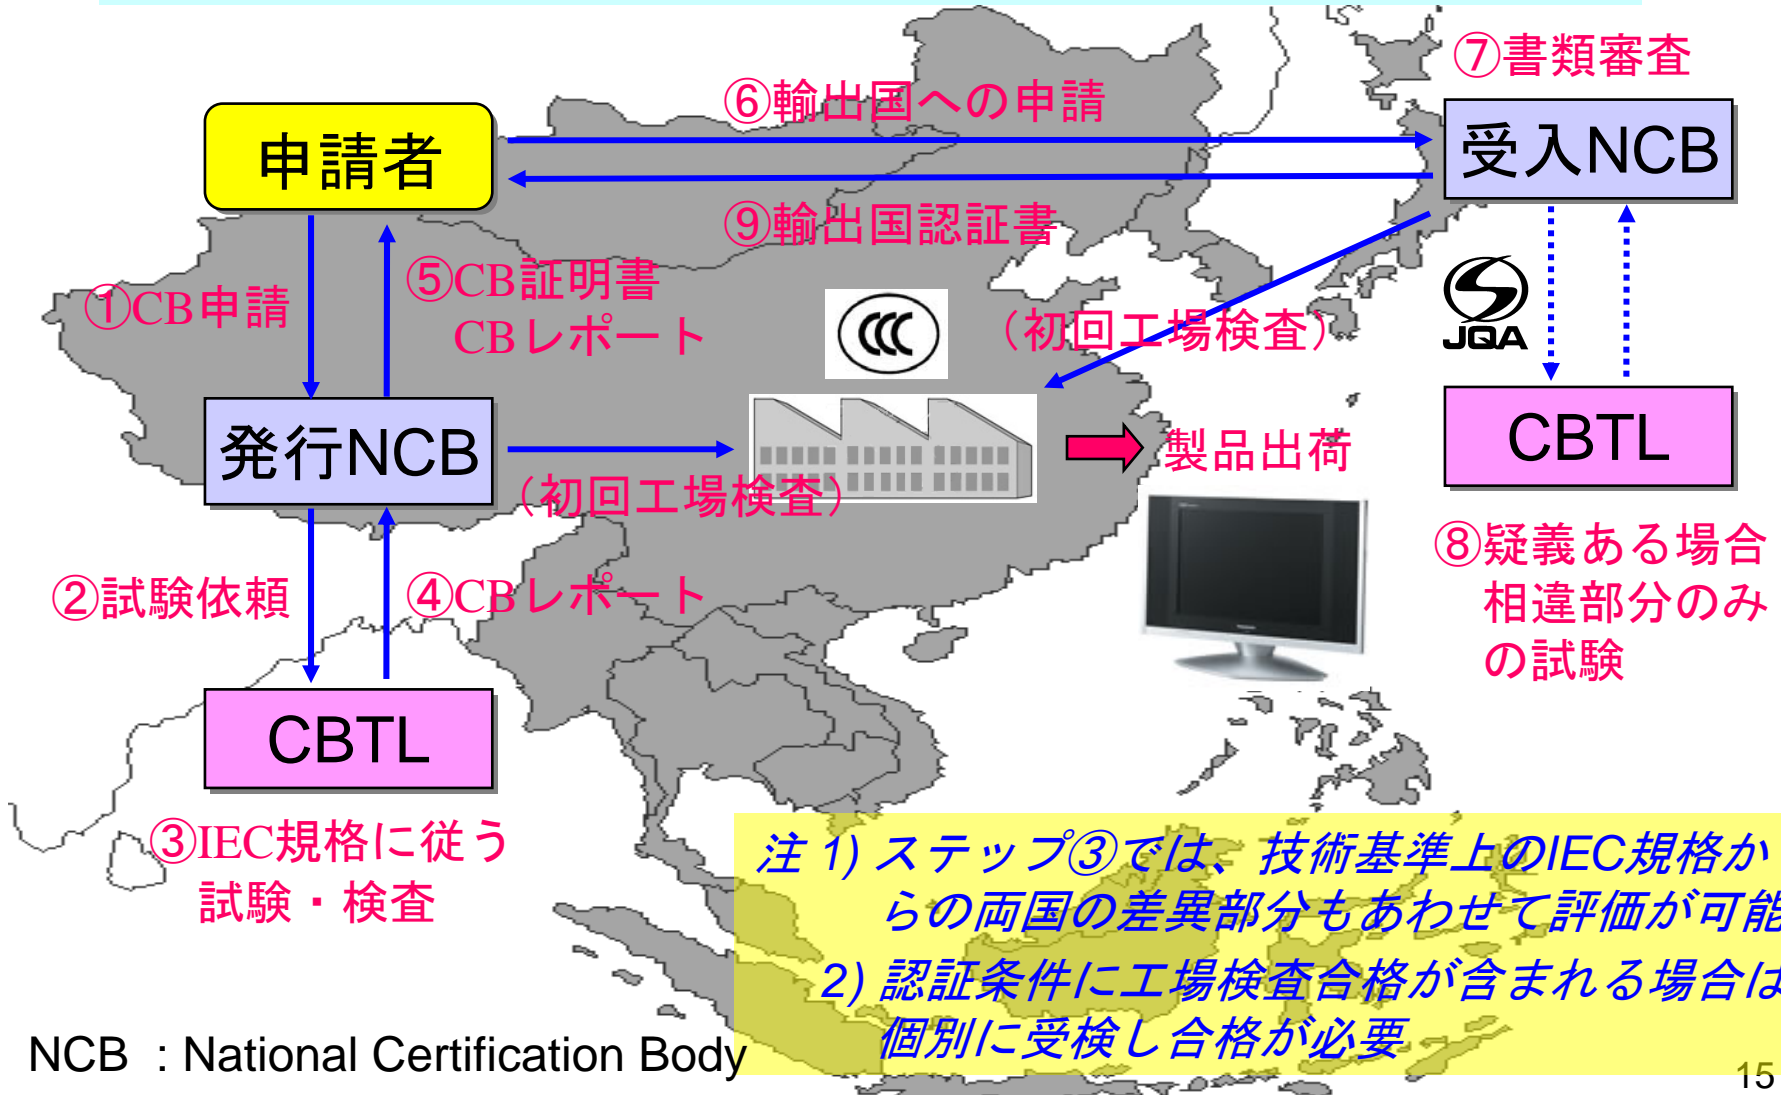 ⑦書類審査
⑥輸出国への申請
申請者
受入NCB
⑨輸出国認証書
①CB申請
⑤CB証明書
CBレポート
(初回工場検査)
JQA
発行NCB
製品出荷
CBTL
(初回工場検査)
②試験依頼
④CBレポート
⑧疑義ある場合
相違部分のみ
の試験
CBTL
③IEC規格に従う
試験・検査
注 1) ステップ③では、技術基準上のIEC規格か
らの両国の差異部分もあわせて評価が可能
2) 認証条件に工場検査合格が含まれる場合は
個別に受検し合格が必要
NCB : National Certification Body
15